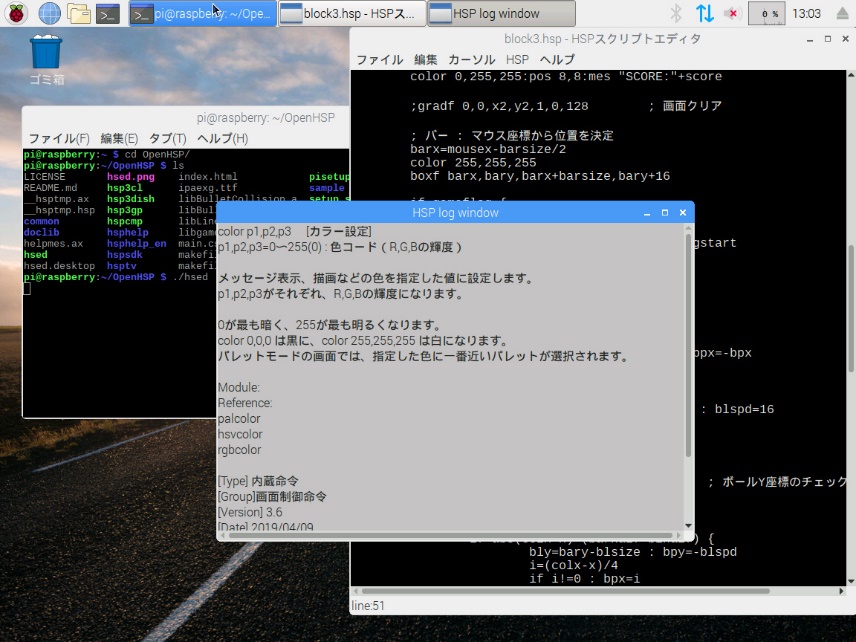 pi@raspberry: ~/Ope...
block3.hsp - HSPス...
HSP log window
0 %
13:03
ゴミ箱
pi@raspberry: ~/OpenHSP
ファイル(F) 編集(E) タブ(T) ヘルプ(H)
pi@raspberry:~ $ cd OpenHSP/
pi@raspberry:~/OpenHSP $ ls
LICENSE hsed.png index.html pisetup
README.md hsp3cl ipaexg.ttf sample
__hsptmp.ax hsp3dish libBulletCollision.a setup.s
__hsptmp.hsp hsp3gp libBul
common hspcmp libLine
doclib hsphelp libgame
helpmes.ax hsphelp_en main.c
hsed hspsdk makefi
hsed.desktop hsptv makefi
pi@raspberry:~/OpenHSP $ ./hsed
block3.hsp - HSPスクリプトエディタ
ファイル 編集 カーソル HSP ヘルプ
color 0,255,255:pos 8,8:mes "SCORE:"+score
;gradf 0,0,x2,y2,1,0,128 ; 画面クリア
; バー : マウス座標から位置を決定
barx=mousex-barsize/2
color 255,255,255
boxf barx,bary,barx+barsize,bary+16
gstart
bpx=-bpx
: blspd=16
; ボールY座標のチェック
bly=bary-blsize : bpy=-blspd
i=(colx-x)/4
if i!=0 : bpx=i
line:51
HSP log window
color p1,p2,p3 [カラー設定]
p1,p2,p3=0〜255(0) : 色コード ( R,G,Bの輝度 )
メッセージ表示、描画などの色を指定した値に設定します。
p1,p2,p3がそれぞれ、R,G,Bの輝度になります。
0が最も暗く、255が最も明るくなります。
color 0,0,0 は黒に、color 255,255,255 は白になります。
パレットモードの画面では、指定した色に一番近いパレットが選択されます。
Module:
Reference:
palcolor
hsvcolor
rgbcolor
[Type] 内蔵命令
[Group]画面制御命令
[Version] 3.6
[Date] 2019/04/09